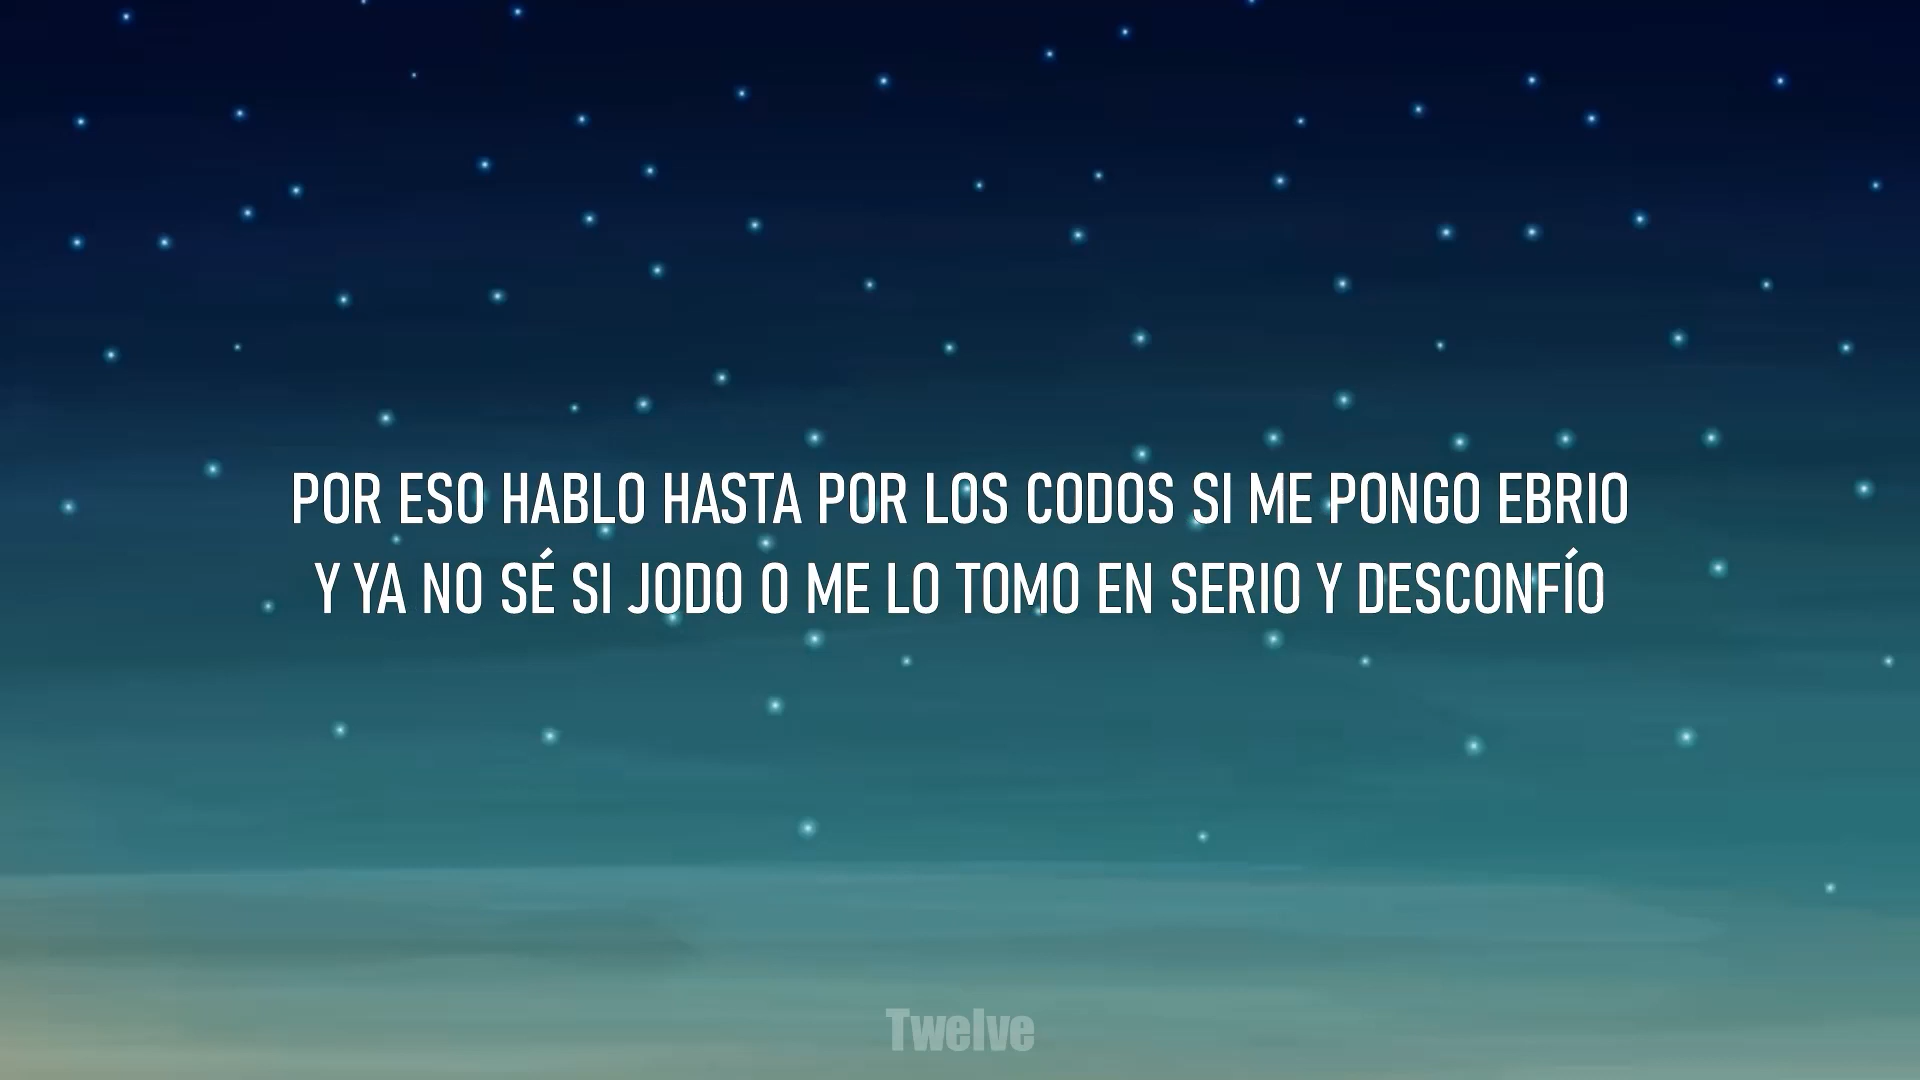 POR ESO HABLO HASTA POR LOS CODOS SI ME PONGO EBRIO
Y YA NO SÉ SI JODO O ME LO TOMO EN SERIO Y DESCONFÍO
Twelve